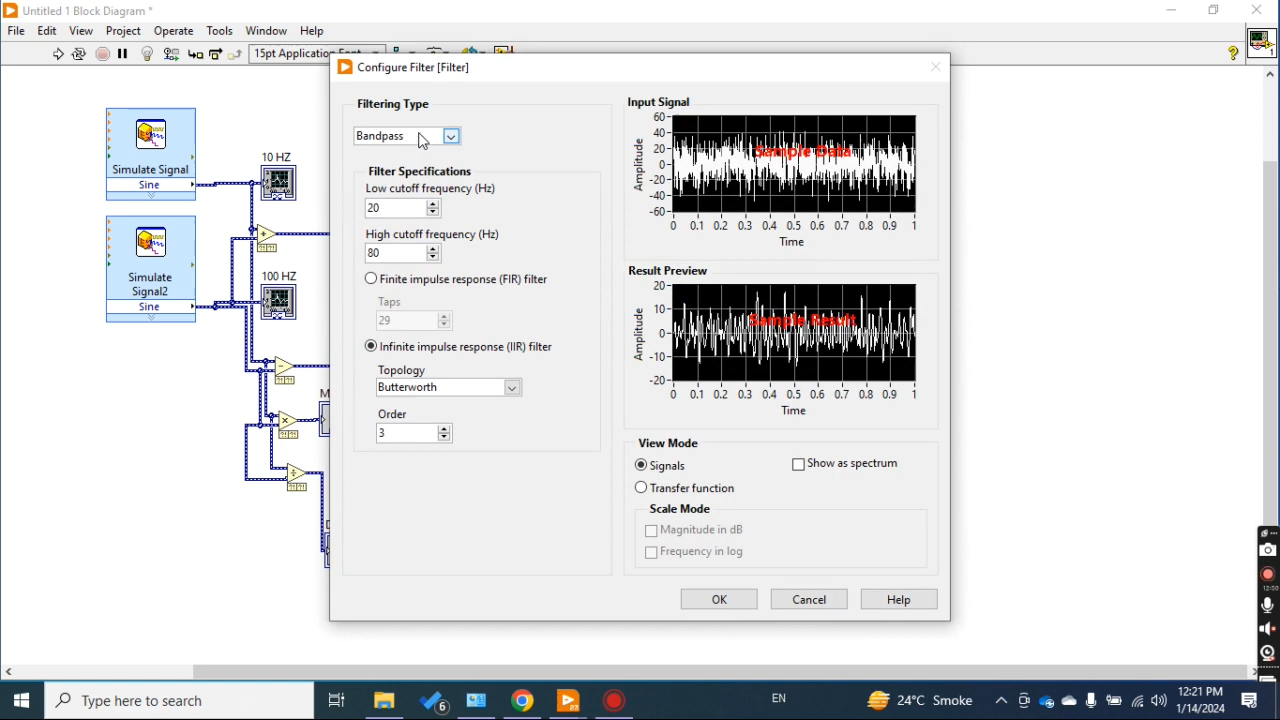 Untitled 1 Block Diagram *
File Edit View Project Operate Tools Window Help
15pt Application Font
?
1
Configure Filter [Filter]
Filtering Type
Bandpass
Filter Specifications
Low cutoff frequency (Hz)
20
High cutoff frequency (Hz)
80
Finite impulse response (FIR) filter
Taps
29
Infinite impulse response (IIR) filter
Topology
Butterworth
Order
3
Input Signal
Amplitude
60
40
20
0
-20
-40
-60
Sample Data
0 0.1 0.2 0.3 0.4 0.5 0.6 0.7 0.8 0.9 1
Time
Result Preview
Amplitude
20
10
0
-10
-20
Sample Result
0 0.1 0.2 0.3 0.4 0.5 0.6 0.7 0.8 0.9 1
Time
View Mode
Signals
Show as spectrum
Transfer function
Scale Mode
Magnitude in dB
Frequency in log
OK Cancel Help
Simulate Signal
Sine
Simulate
Signal2
Sine
10 HZ
100 HZ
M
D
Type here to search
6
EN
24°C Smoke
12:21 PM
1/14/2024